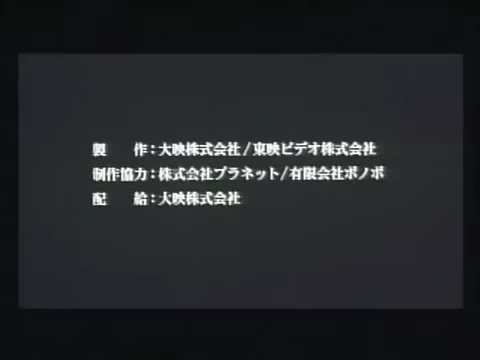 製　　作：大映株式会社/東映ビデオ株式会社
制作協力：株式会社プラネット/有限会社ボノボ
配　　給：大映株式会社